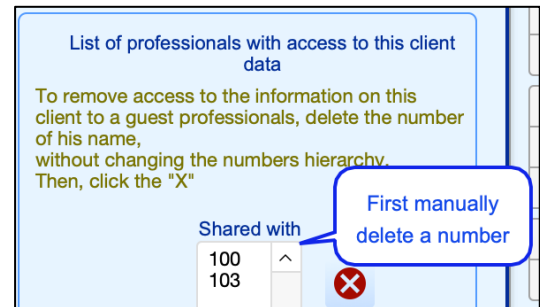 List of professionals with access to this client
data
To remove access to the information on this
client to a guest professionals, delete the number
of his name,
without changing the numbers hierarchy.
Then, click the "X"
First manually
delete a number
Shared with
100
103